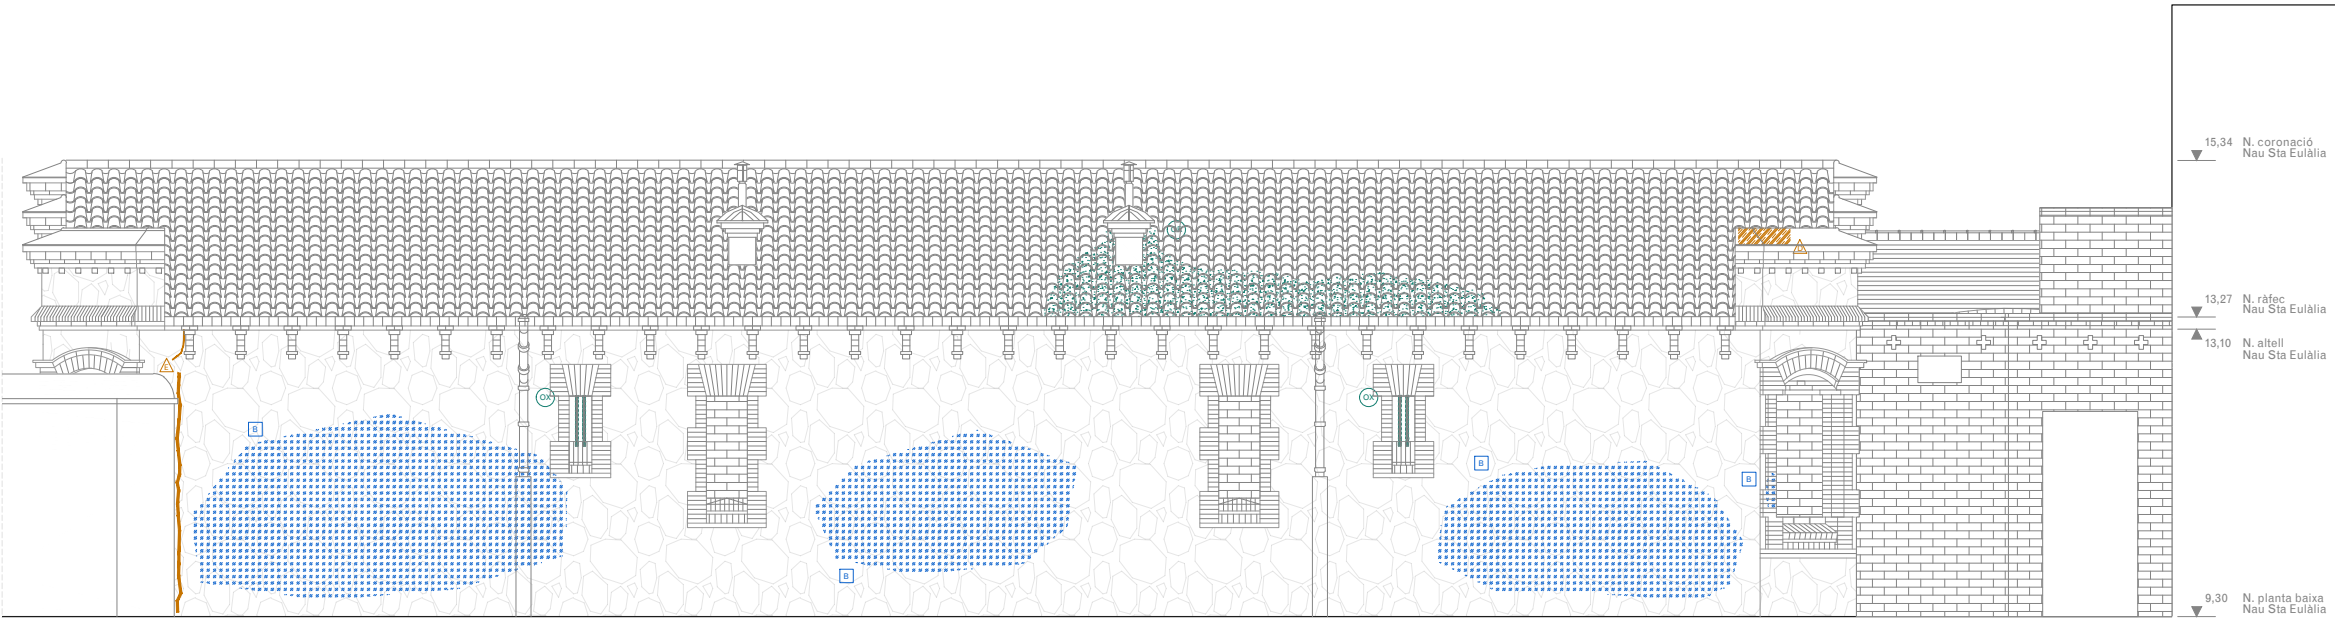 15,34 N. coronació
Nau Sta Eulàlia
13,27 N. ràfec
Nau Sta Eulàlia
13,10 N. altell
Nau Sta Eulàlia
D
E
OX
OX
B
B
B
B
9,30 N. planta baixa
Nau Sta Eulàlia